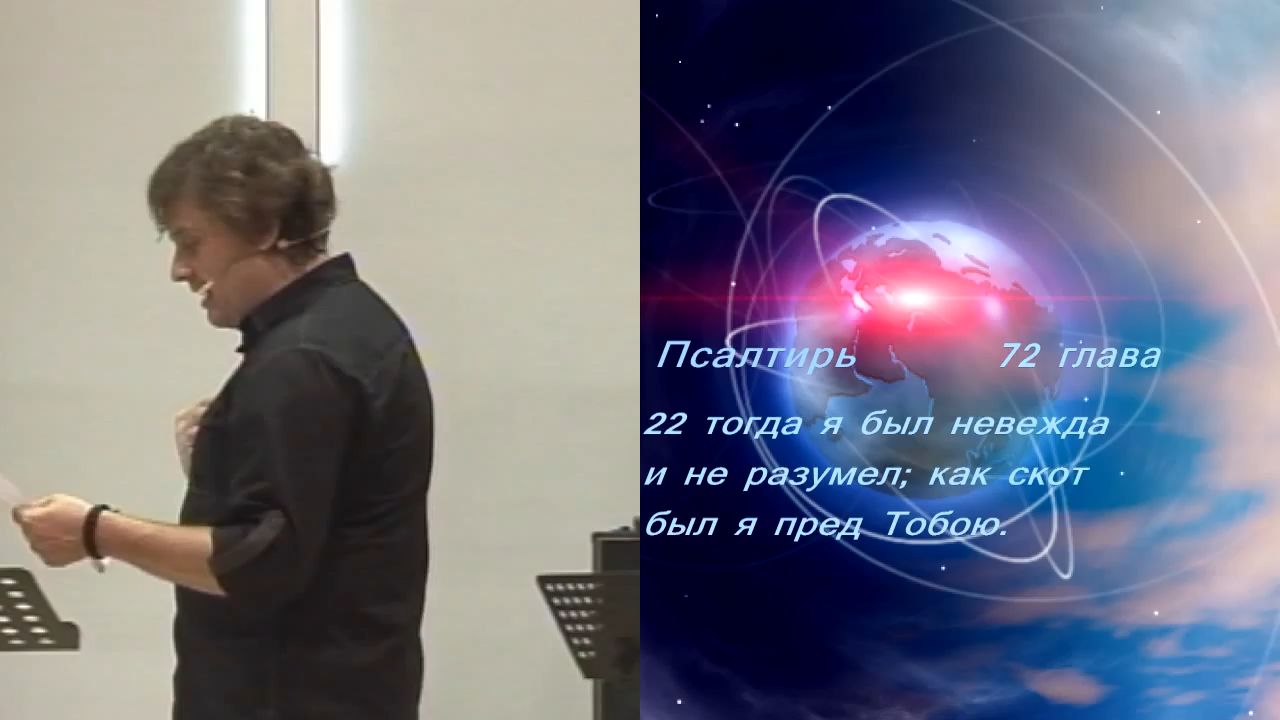 Псалтирь 72 глава
22 тогда я был невежда
и не разумел; как скот
был я пред Тобою.